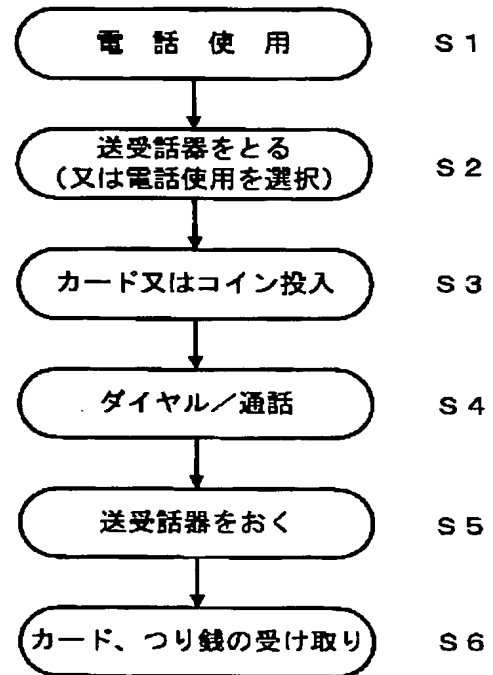 電話使用 S1
送受話器をとる
(又は電話使用を選択) S2
カード又はコイン投入 S3
ダイヤル/通話 S4
送受話器をおく S5
カード、つり銭の受け取り S6